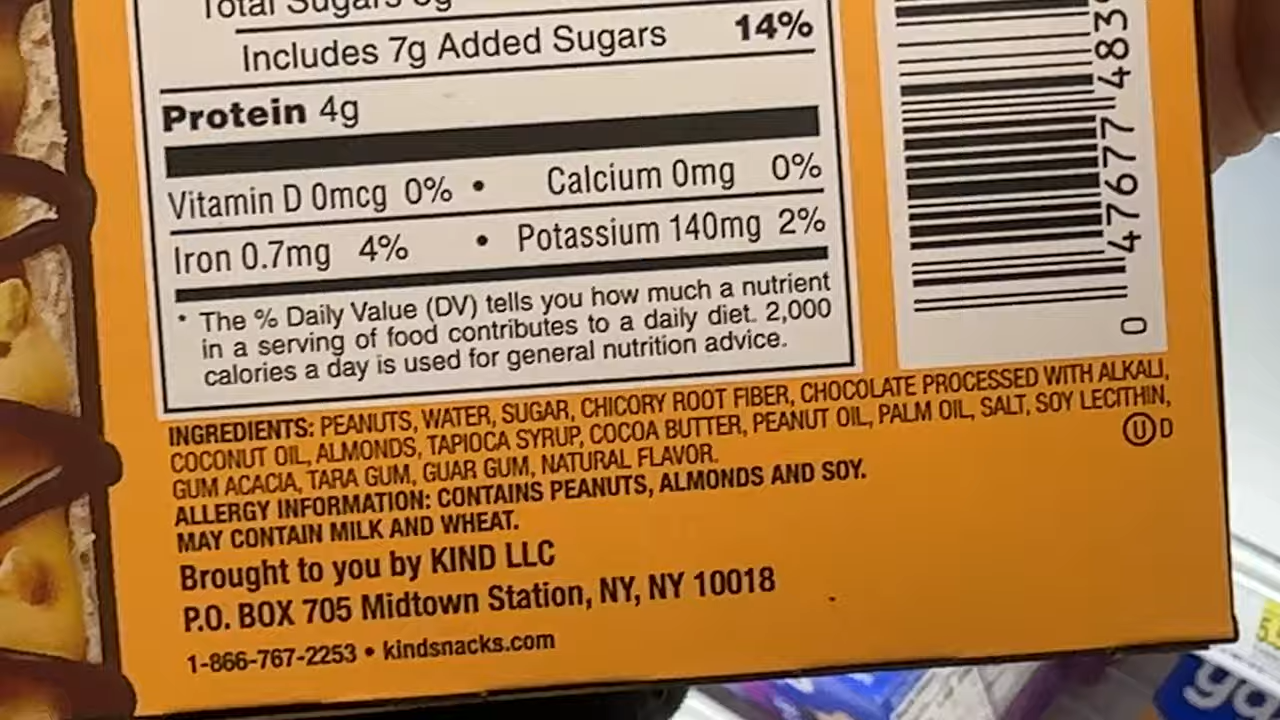 Total Sugars
Includes 7g Added Sugars 14%
Protein 4g
Vitamin D 0mcg 0% • Calcium 0mg 0%
Iron 0.7mg 4% • Potassium 140mg 2%
* The % Daily Value (DV) tells you how much a nutrient
in a serving of food contributes to a daily diet. 2,000
calories a day is used for general nutrition advice.
INGREDIENTS: PEANUTS, WATER, SUGAR, CHICORY ROOT FIBER, CHOCOLATE PROCESSED WITH ALKALI,
COCONUT OIL, ALMONDS, TAPIOCA SYRUP, COCOA BUTTER, PEANUT OIL, PALM OIL, SALT, SOY LECITHIN,
GUM ACACIA, TARA GUM, GUAR GUM, NATURAL FLAVOR.
ALLERGY INFORMATION: CONTAINS PEANUTS, ALMONDS AND SOY.
MAY CONTAIN MILK AND WHEAT.
Brought to you by KIND LLC
P.O. BOX 705 Midtown Station, NY, NY 10018
1-866-767-2253 • kindsnacks.com
U D
0 47677 483